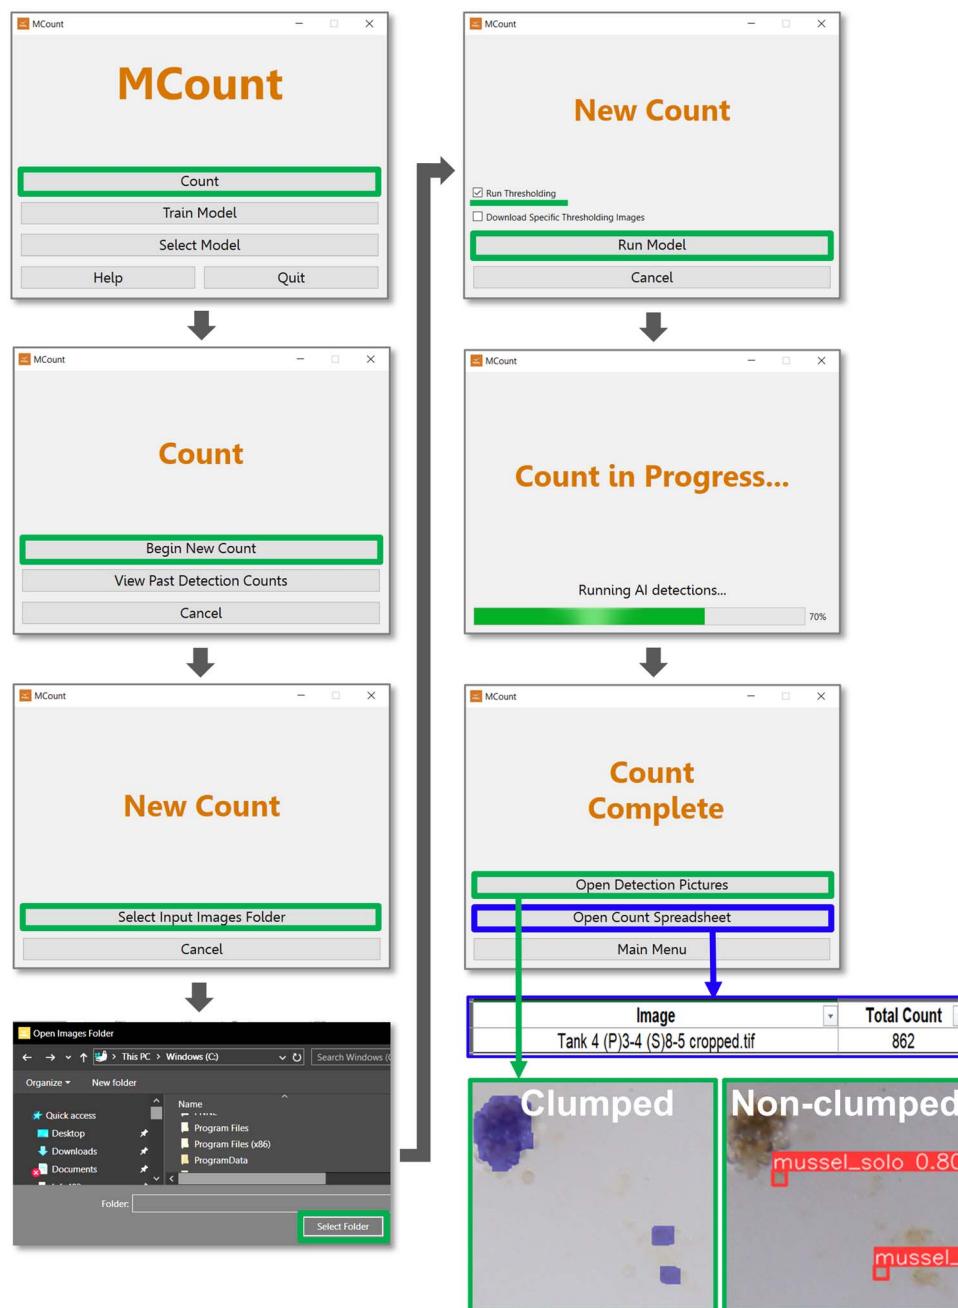 MCount
MCount
Count
Train Model
Select Model
Help
Quit
MCount
Count
Begin New Count
View Past Detection Counts
Cancel
MCount
New Count
Select Input Images Folder
Cancel
Open Images Folder
This PC > Windows (C:)
Search Windows (
Organize
New folder
Name
Quick access
Desktop
Downloads
Documents
Program Files
Program Files (x86)
ProgramData
Folder:
Select Folder
MCount
New Count
Run Thresholding
Download Specific Thresholding Images
Run Model
Cancel
MCount
Count in Progress...
Running AI detections...
70%
MCount
Count
Complete
Open Detection Pictures
Open Count Spreadsheet
Main Menu
Image Total Count
Tank 4 (P)3-4 (S)8-5 cropped.tif 862
Clumped
Non-clumped
mussel_solo 0.80
mussel_